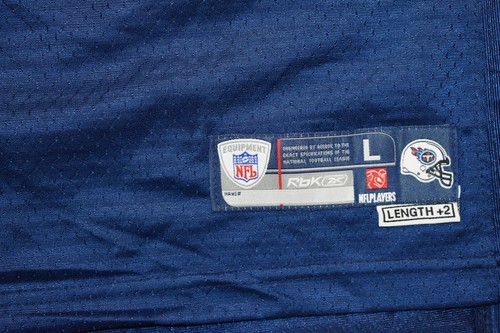 EQUIPMENT
NFL
ENGINEERED BY REEBOK TO THE
EXACT SPECIFICATIONS OF THE
NATIONAL FOOTBALL LEAGUE
L
RbK
NFLPLAYERS
LENGTH +2